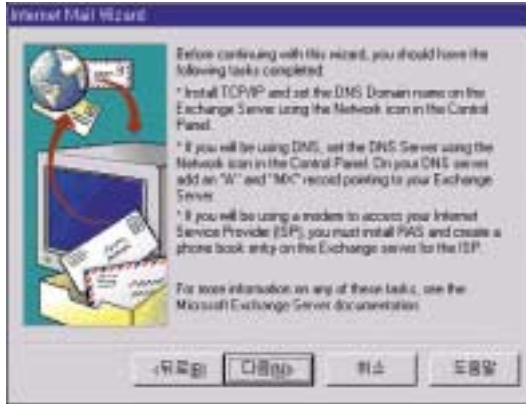 Internet Mail Wizard
Before continuing with this wizard, you should have the
following tasks completed:
* Install TCP/IP and set the DNS Domain name on the
Exchange Server using the Network icon in the Control
Panel.
* If you will be using DNS, set the DNS Server using the
Network icon in the Control Panel. On your DNS server
add an "A" and "MX" record pointing to your Exchange
Server.
* If you will be using a modem to access your Internet
Service Provider (ISP), you must install RAS and create a
phone book entry on the Exchange server for the ISP.
For more information on any of these tasks, see the
Microsoft Exchange Server documentation.
<뒤로(B)
다음(N)>
취소
도움말